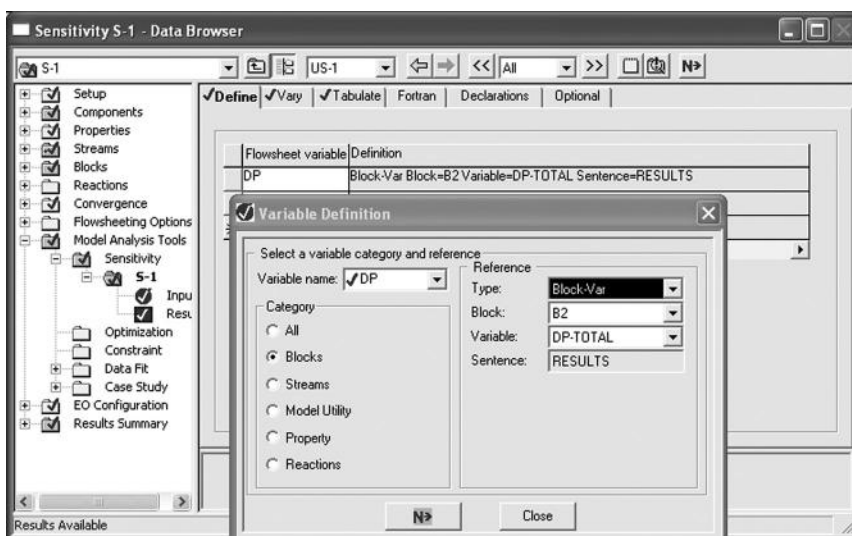 Sensitivity S-1 - Data Browser
S-1
US-1
<<
All
>>
N>
Setup
Components
Properties
Streams
Blocks
Reactions
Convergence
Flowsheeting Options
Model Analysis Tools
Sensitivity
S-1
Inpu
Resu
Optimization
Constraint
Data Fit
Case Study
EO Configuration
Results Summary
Define
Vary
Tabulate
Fortran
Declarations
Optional
Flowsheet variable Definition
DP Block-Var Block=B2 Variable=DP-TOTAL Sentence=RESULTS
Variable Definition
Select a variable category and reference
Variable name: DP
Category
All
Blocks
Streams
Model Utility
Property
Reactions
Reference
Type: Block-Var
Block: B2
Variable: DP-TOTAL
Sentence: RESULTS
N>
Close
Results Available